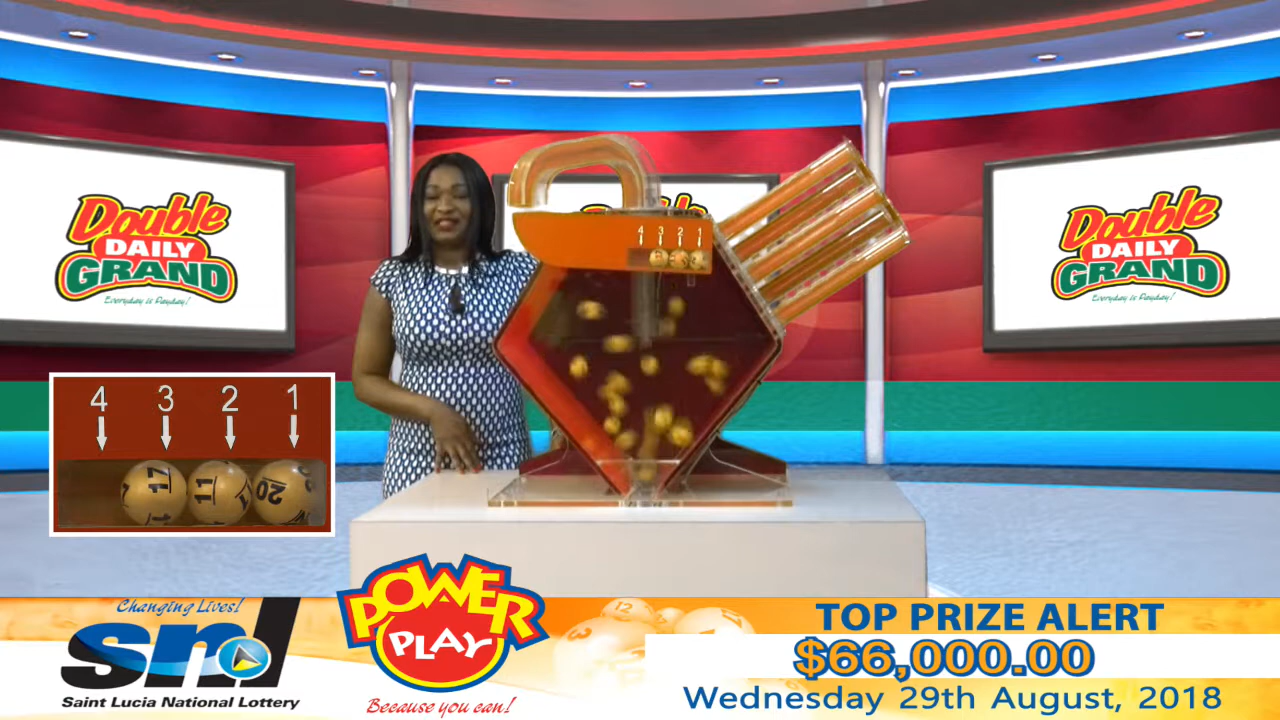 Double
DAILY
GRAND
Everyday is Payday!
Double
DAILY
GRAND
Everyday is Payday!
4 3 2 1
4 3 2 1
17 11 20
Changing Lives!
snl
Saint Lucia National Lottery
POWER
PLAY
Because you can!
12
TOP PRIZE ALERT
$66,000.00
Wednesday 29th August, 2018